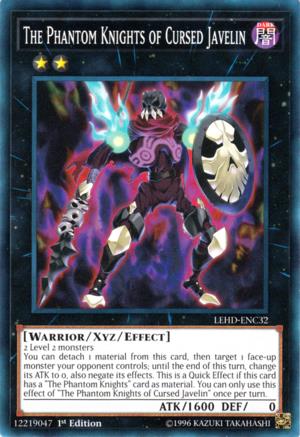 THE PHANTOM KNIGHTS OF CURSED JAVELIN
DARK
闇
LEHD-ENC32
[WARRIOR/XYZ/EFFECT]
2 Level 2 monsters
You can detach 1 material from this card, then target 1 face-up
monster your opponent controls; until the end of this turn, change
its ATK to 0, also negate its effects. This is a Quick Effect if this card
has a "The Phantom Knights" card as material. You can only use this
effect of "The Phantom Knights of Cursed Javelin" once per turn.
ATK/1600 DEF/ 0
12219047 1st Edition ©1996 KAZUKI TAKAHASHI